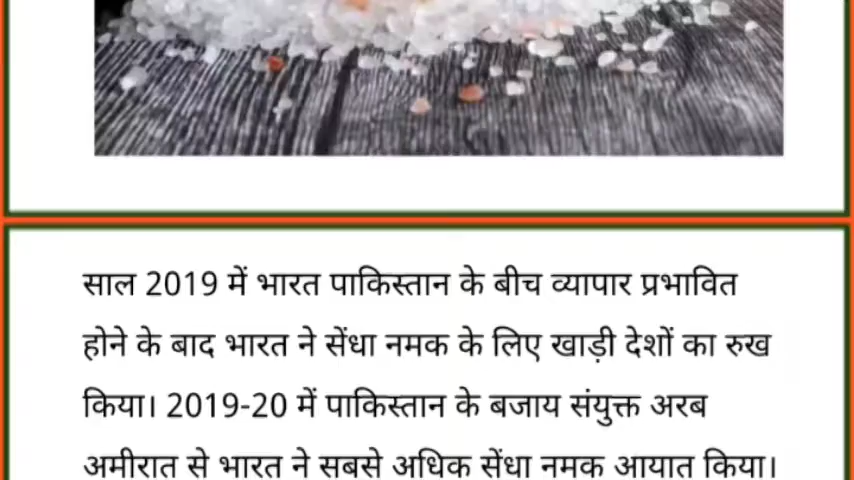 साल 2019 में भारत पाकिस्तान के बीच व्यापार प्रभावित
होने के बाद भारत ने सेंधा नमक के लिए खाड़ी देशों का रुख
किया। 2019-20 में पाकिस्तान के बजाय संयुक्त अरब
अमीरात से भारत ने सबसे अधिक सेंधा नमक आयात किया।